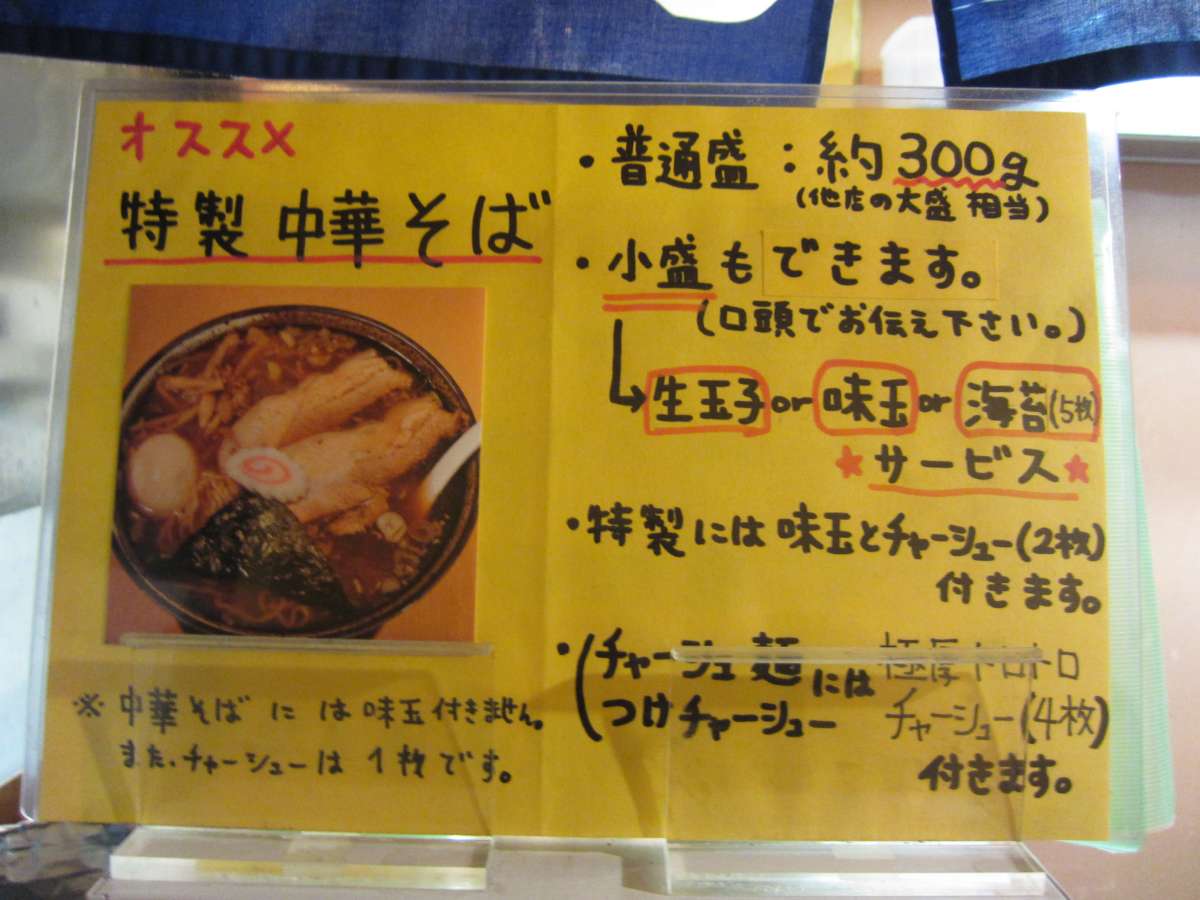 オススメ
特製 中華そば
※ 中華そばには味玉付きません。
また、チャーシューは1枚です。
・普通盛：約300g
(他店の大盛 相当)
・小盛もできます。
(口頭でお伝え下さい。)
↳ 生玉子 or 味玉 or 海苔(5枚)
★サービス★
・特製には味玉とチャーシュー(2枚)
付きます。
・(チャーシュー麺 には 極厚トロトロ
つけチャーシュー チャーシュー(4枚)
付きます。